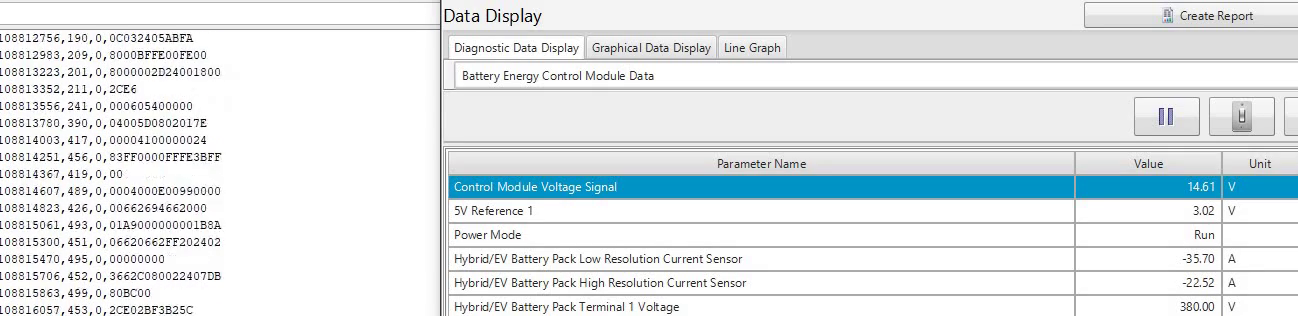 108812756,190,0,0C032405ABFA
108812983,209,0,8000BFFE00FE00
108813223,201,0,8000002D24001800
108813352,211,0,2CE6
108813556,241,0,000605400000
108813780,390,0,04005D0802017E
108814003,417,0,00004100000024
108814251,456,0,83FF0000FFFE3BFF
108814367,419,0,00
108814607,489,0,0004000E00990000
108814823,426,0,00662694662000
108815061,493,0,01A9000000001B8A
108815300,451,0,06620662FF202402
108815470,495,0,00000000
108815706,452,0,3662C080022407DB
108815863,499,0,80BC00
108816057,453,0,2CE02BF3B25C
Data Display
Create Report
Diagnostic Data Display Graphical Data Display Line Graph
Battery Energy Control Module Data
Parameter Name Value Unit
Control Module Voltage Signal 14.61 V
5V Reference 1 3.02 V
Power Mode Run
Hybrid/EV Battery Pack Low Resolution Current Sensor -35.70 A
Hybrid/EV Battery Pack High Resolution Current Sensor -22.52 A
Hybrid/EV Battery Pack Terminal 1 Voltage 380.00 V